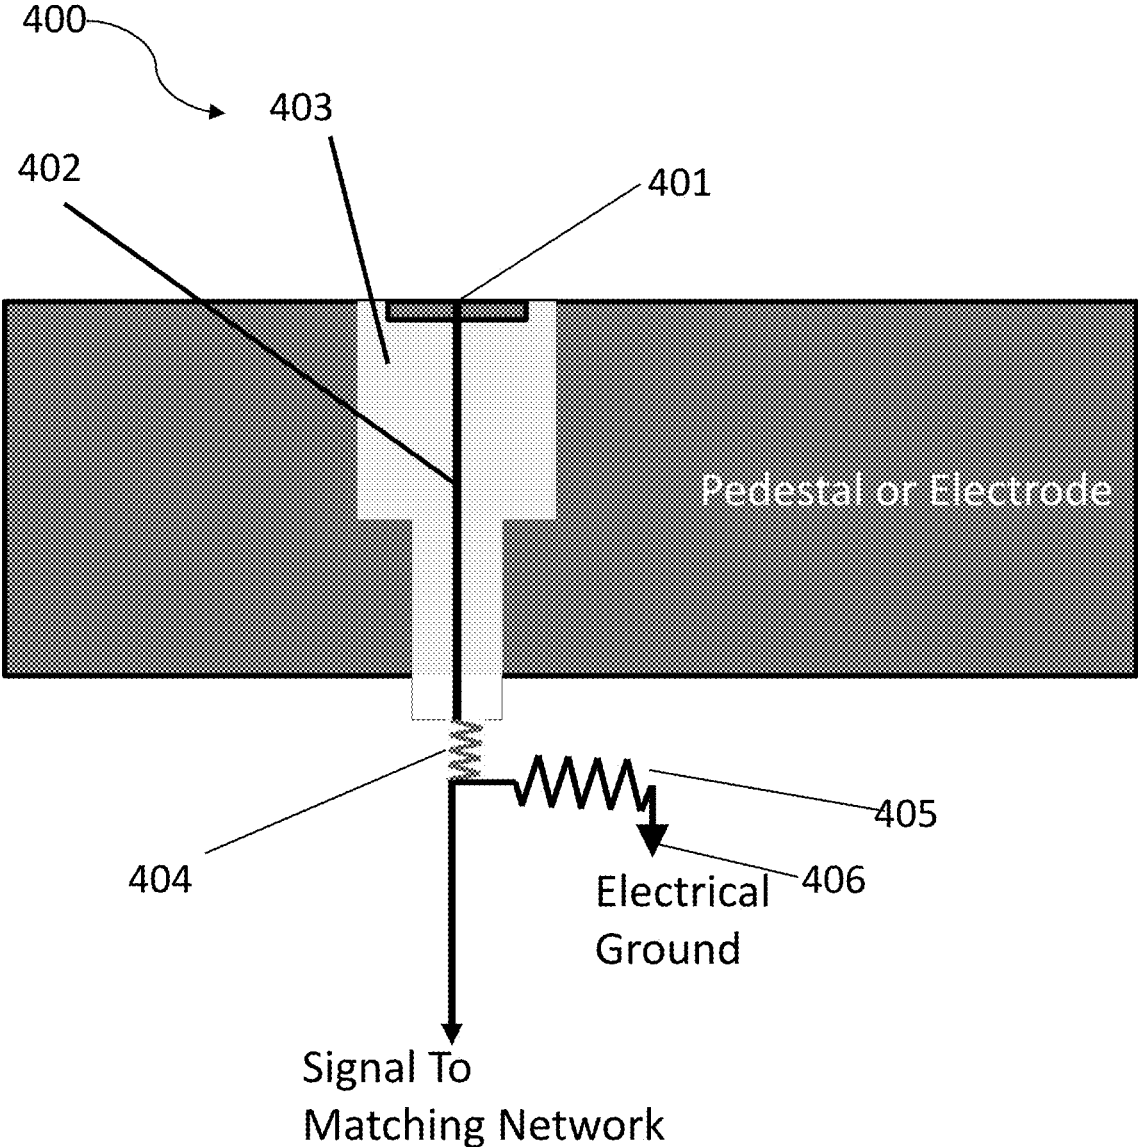 400
403
402
401
Pedestal or Electrode
405
404
406
Electrical
Ground
Signal To
Matching Network